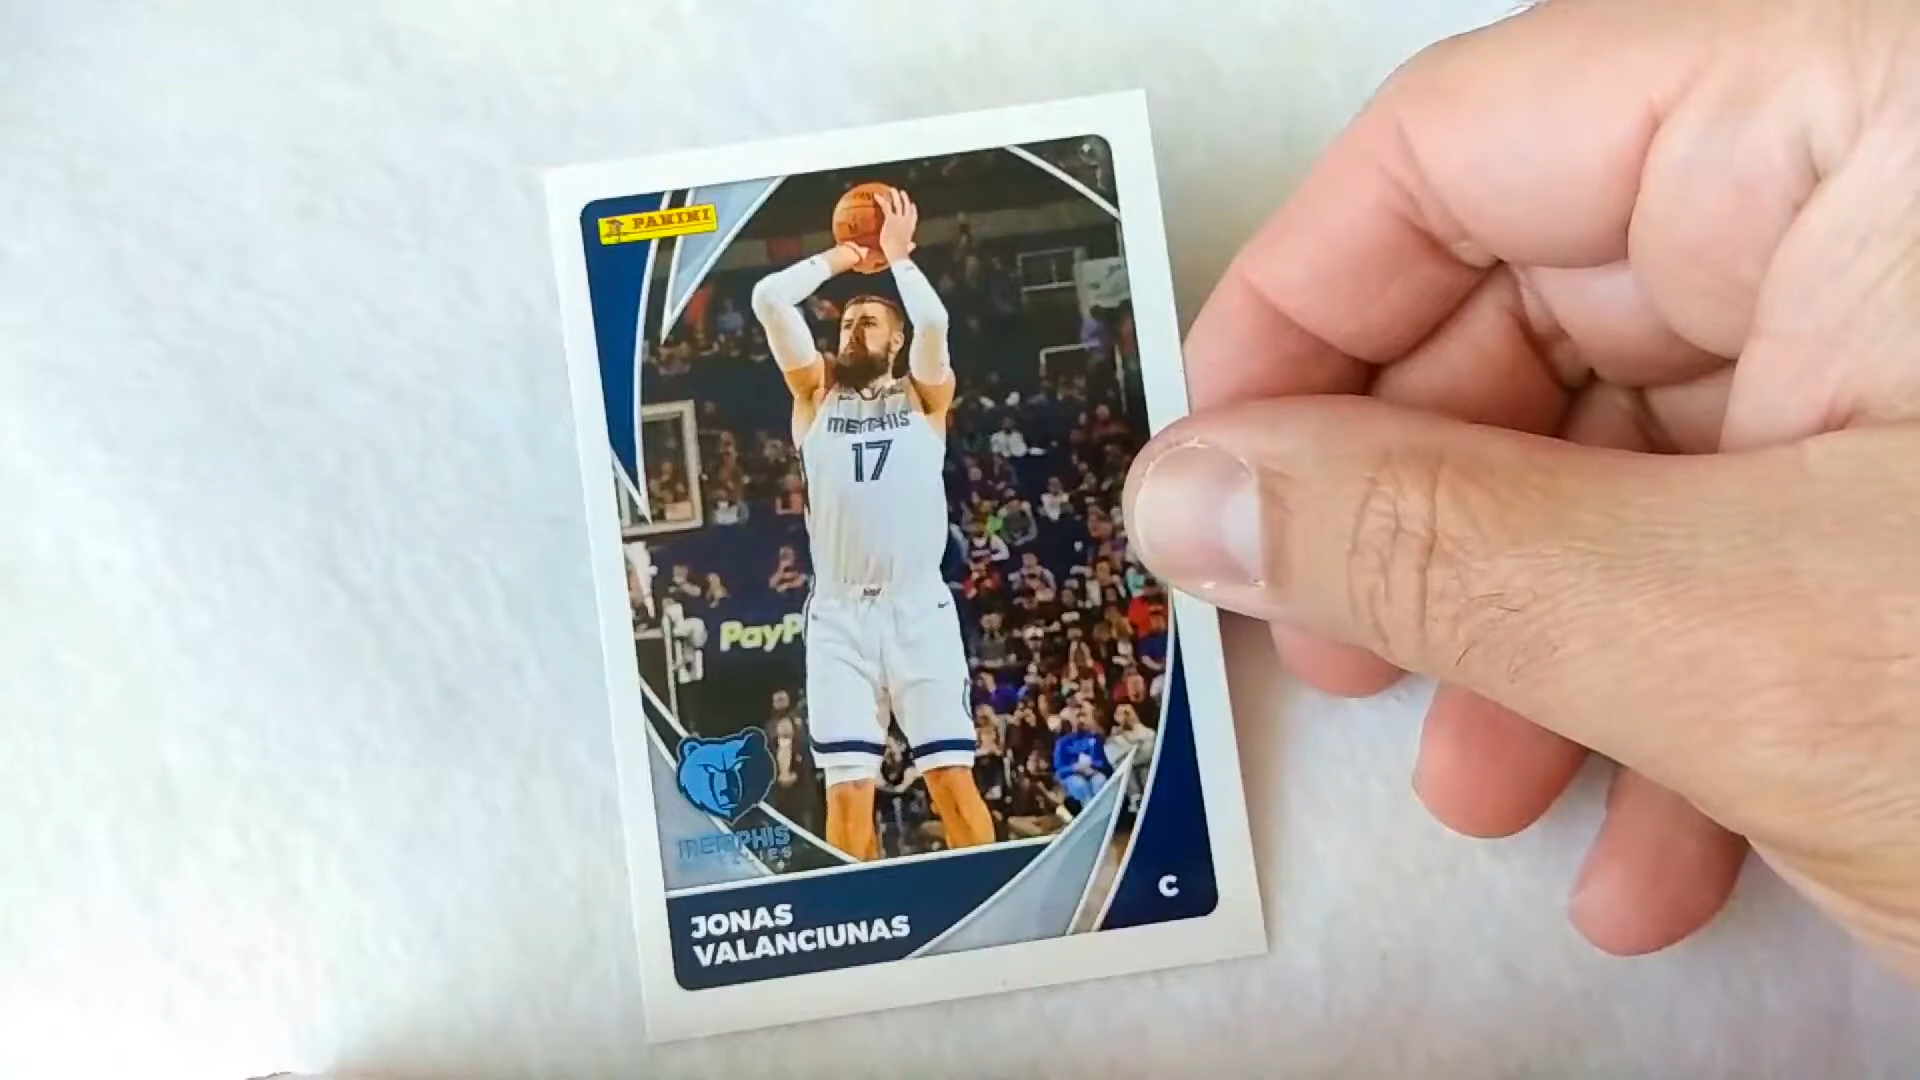 PANINI
MEMPHIS
17
PayP
MEMPHIS
JONAS
VALANCIUNAS
C